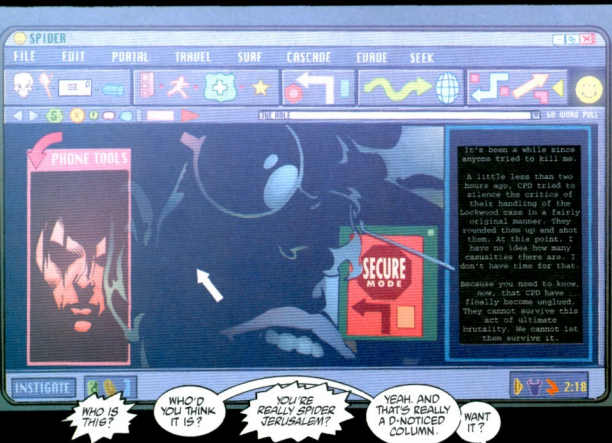 SPIDER
FILE EDIT PORTAL TRAVEL SURF CASCADE EVADE SEEK
GO WORD PULL
PHONE TOOLS
SECURE
MODE
It's been a while since
anyone tried to kill me.
A little less than two
hours ago, CPD tried to
silence the critics of
their handling of the
Lockwood case in a fairly
original manner. They
rounded them up and shot
them. At this point, I
have no idea how many
casualties there are. I
don't have time for that.
Because you need to know,
now, that CPD have
finally become unglued.
They cannot survive this
act of ultimate
brutality. We cannot let
them survive it.
INSTIGATE
2:18
WHO IS
THIS?
WHO'D
YOU THINK
IT IS?
YOU'RE
REALLY SPIDER
JERUSALEM?
YEAH. AND
THAT'S REALLY
A D-NOTICED
COLUMN.
WANT
IT?